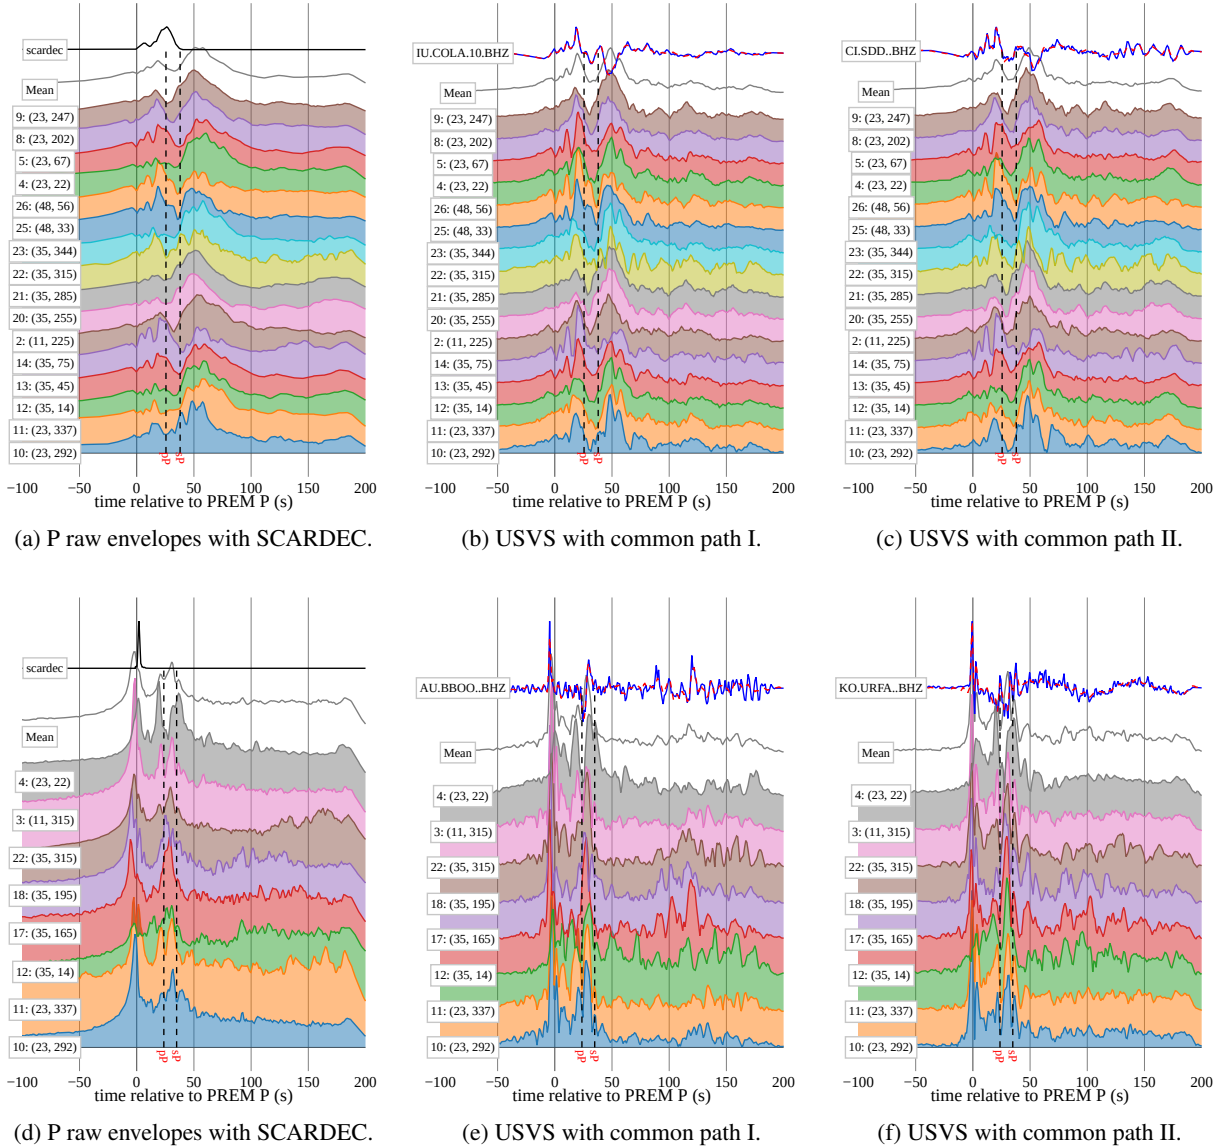 scardec
Mean
9: (23, 247)
8: (23, 202)
5: (23, 67)
4: (23, 22)
26: (48, 56)
25: (48, 33)
23: (35, 344)
22: (35, 315)
21: (35, 285)
20: (35, 255)
2: (11, 225)
14: (35, 75)
13: (35, 45)
12: (35, 14)
11: (23, 337)
10: (23, 292)
pP sP
−100 −50 0 50 100 150 200
time relative to PREM P (s)
(a) P raw envelopes with SCARDEC.
IU.COLA.10.BHZ
Mean
9: (23, 247)
8: (23, 202)
5: (23, 67)
4: (23, 22)
26: (48, 56)
25: (48, 33)
23: (35, 344)
22: (35, 315)
21: (35, 285)
20: (35, 255)
2: (11, 225)
14: (35, 75)
13: (35, 45)
12: (35, 14)
11: (23, 337)
10: (23, 292)
pP sP
−100 −50 0 50 100 150 200
time relative to PREM P (s)
(b) USVS with common path I.
CI.SDD..BHZ
Mean
9: (23, 247)
8: (23, 202)
5: (23, 67)
4: (23, 22)
26: (48, 56)
25: (48, 33)
23: (35, 344)
22: (35, 315)
21: (35, 285)
20: (35, 255)
2: (11, 225)
14: (35, 75)
13: (35, 45)
12: (35, 14)
11: (23, 337)
10: (23, 292)
pP sP
−100 −50 0 50 100 150 200
time relative to PREM P (s)
(c) USVS with common path II.
scardec
Mean
4: (23, 22)
3: (11, 315)
22: (35, 315)
18: (35, 195)
17: (35, 165)
12: (35, 14)
11: (23, 337)
10: (23, 292)
pP sP
−100 −50 0 50 100 150 200
time relative to PREM P (s)
(d) P raw envelopes with SCARDEC.
AU.BBOO..BHZ
Mean
4: (23, 22)
3: (11, 315)
22: (35, 315)
18: (35, 195)
17: (35, 165)
12: (35, 14)
11: (23, 337)
10: (23, 292)
pP sP
−100 −50 0 50 100 150 200
time relative to PREM P (s)
(e) USVS with common path I.
KO.URFA..BHZ
Mean
4: (23, 22)
3: (11, 315)
22: (35, 315)
18: (35, 195)
17: (35, 165)
12: (35, 14)
11: (23, 337)
10: (23, 292)
pP sP
−100 −50 0 50 100 150 200
time relative to PREM P (s)
(f) USVS with common path II.